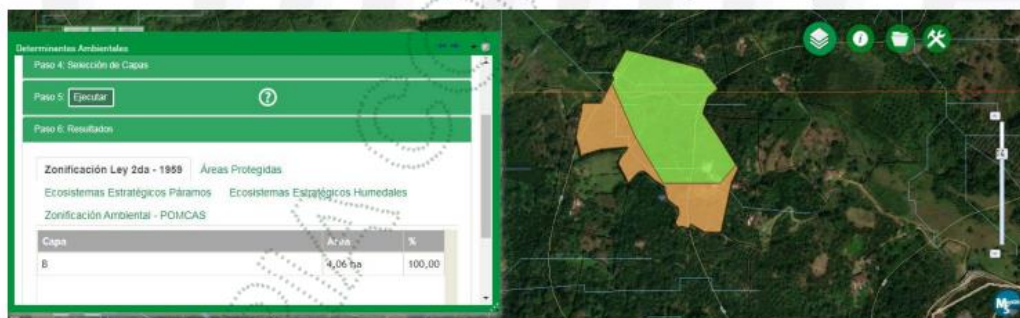 Determinantes Ambientales
Paso 4: Selección de Capas
Paso 5: Ejecutar
?
Paso 6: Resultados
Zonificación Ley 2da - 1959 Áreas Protegidas
Ecosistemas Estratégicos Páramos Ecosistemas Estratégicos Humedales
Zonificación Ambiental - POMCAS
Capa Area %
B 4,06 ha 100,00